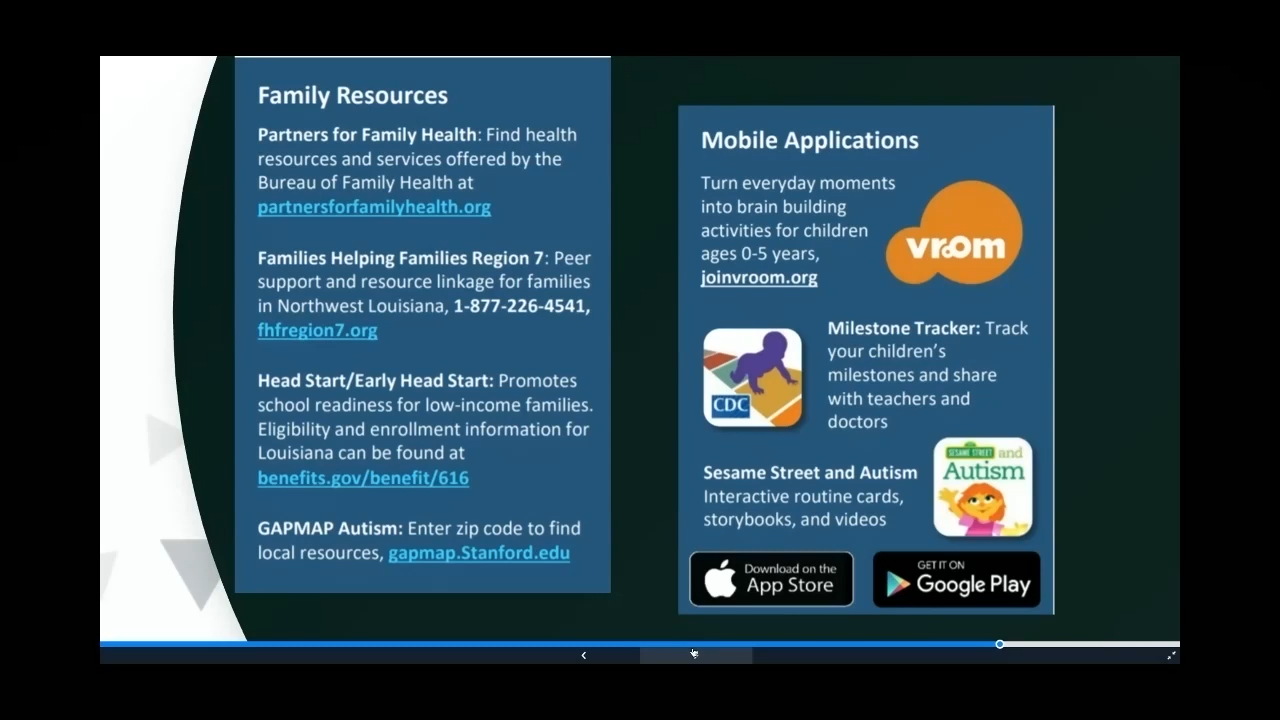 Family Resources
Partners for Family Health: Find health
resources and services offered by the
Bureau of Family Health at
partnersforfamilyhealth.org
Families Helping Families Region 7: Peer
support and resource linkage for families
in Northwest Louisiana, 1-877-226-4541,
fhfregion7.org
Head Start/Early Head Start: Promotes
school readiness for low-income families.
Eligibility and enrollment information for
Louisiana can be found at
benefits.gov/benefit/616
GAPMAP Autism: Enter zip code to find
local resources, gapmap.Stanford.edu
Mobile Applications
Turn everyday moments
into brain building
activities for children
ages 0-5 years,
joinvroom.org
vroom
Milestone Tracker: Track
your children’s
milestones and share
with teachers and
doctors
CDC
Sesame Street and Autism
Interactive routine cards,
storybooks, and videos
SESAME STREET and
Autism
Download on the
App Store
GET IT ON
Google Play